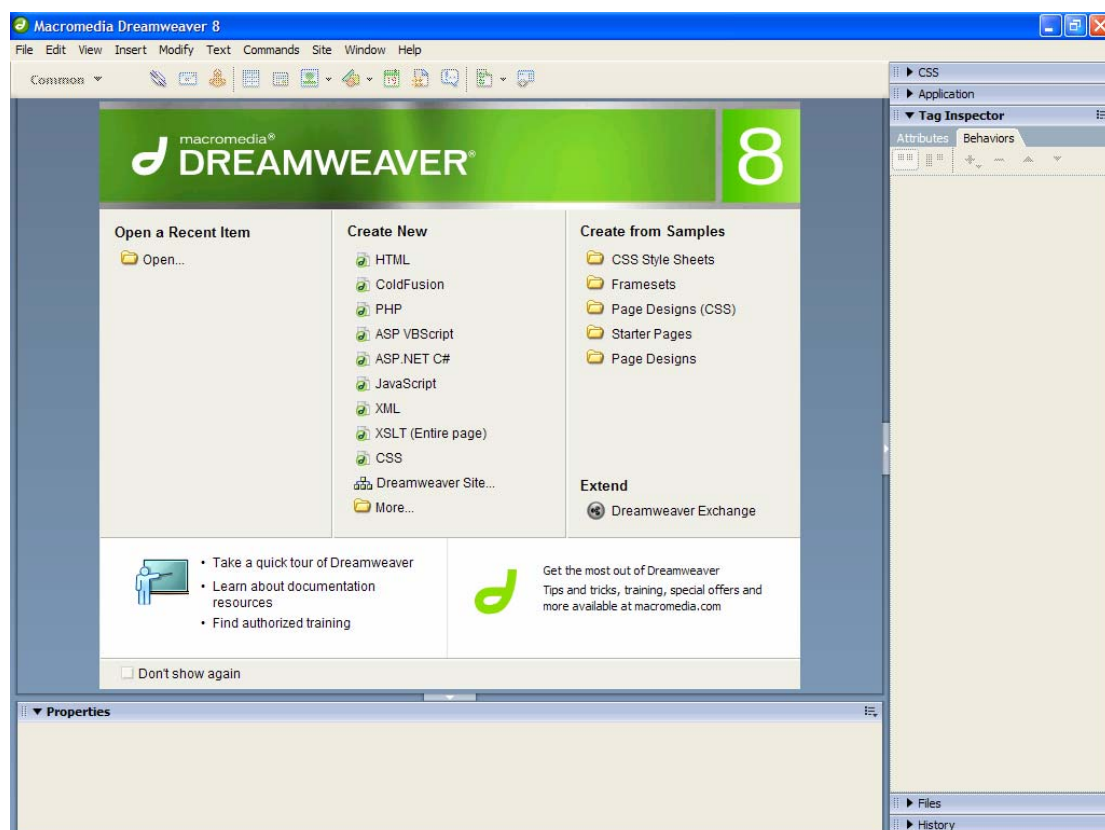 Macromedia Dreamweaver 8
File Edit View Insert Modify Text Commands Site Window Help
Common
macromedia®
DREAMWEAVER®
8
Open a Recent Item
Open...
Create New
HTML
ColdFusion
PHP
ASP VBScript
ASP.NET C#
JavaScript
XML
XSLT (Entire page)
CSS
Dreamweaver Site...
More...
Create from Samples
CSS Style Sheets
Framesets
Page Designs (CSS)
Starter Pages
Page Designs
Extend
Dreamweaver Exchange
• Take a quick tour of Dreamweaver
• Learn about documentation
resources
• Find authorized training
Get the most out of Dreamweaver
Tips and tricks, training, special offers and
more available at macromedia.com
Don't show again
Properties
CSS
Application
Tag Inspector
Attributes Behaviors
Files
History